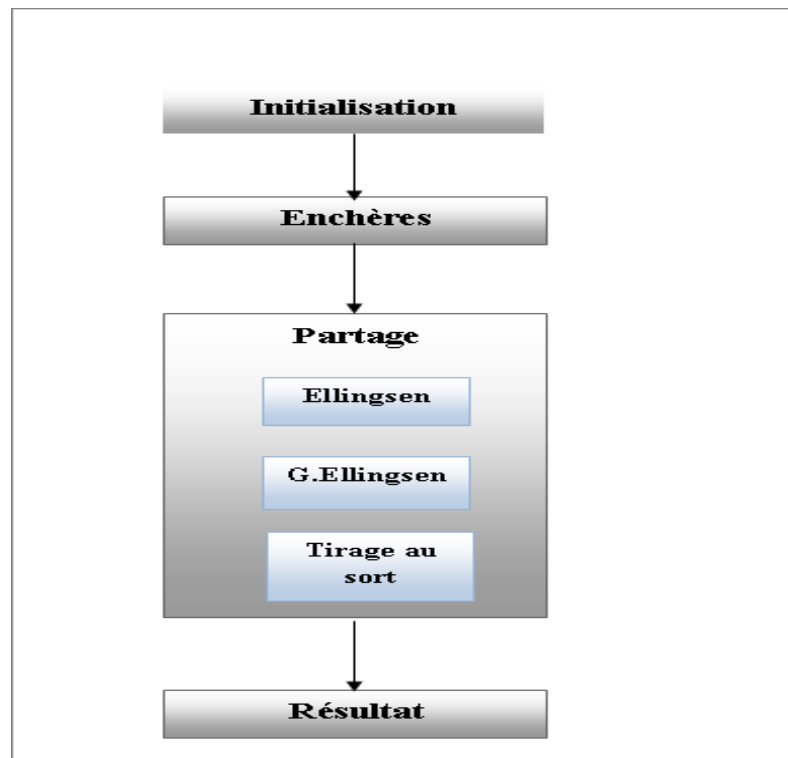 Initialisation
Enchères
Partage
Ellingsen
G.Ellingsen
Tirage au
sort
Résultat